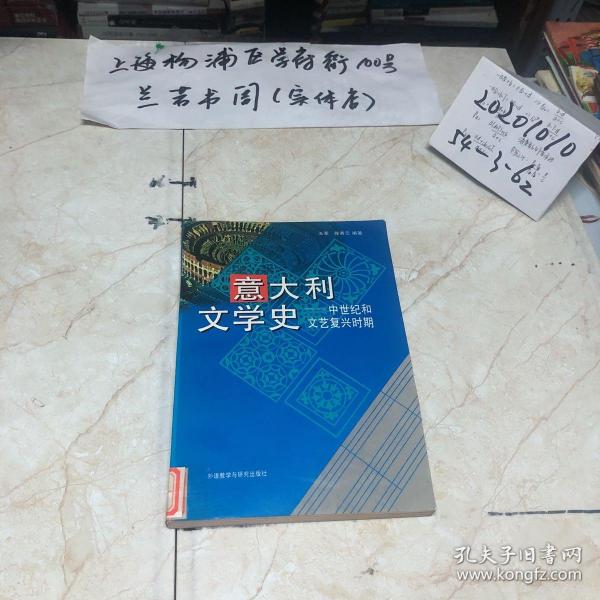 上海杨浦区学府街100号
兰芳书阁(实体店)
20201010
54-3-62
编著
意大利
文学史
中世纪和
文艺复兴时期
外语教学与研究出版社
孔夫子旧书网
www.kongfz.com